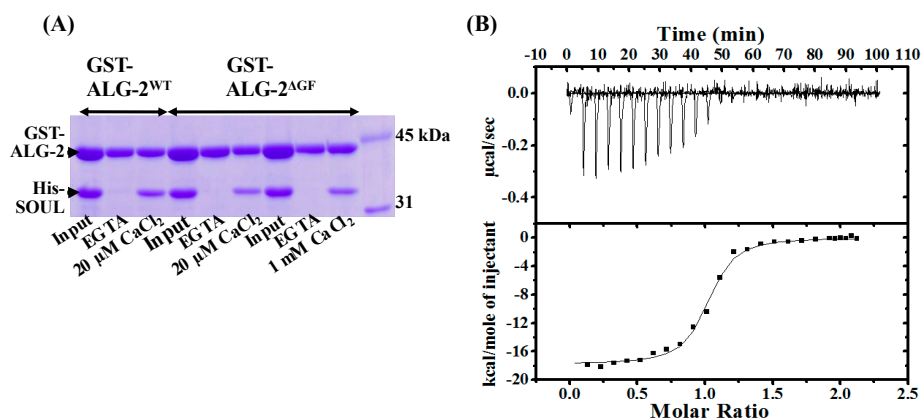 (A)
GST-
ALG-2WT
GST-
ALG-2ΔGF
GST-
ALG-2
His-
SOUL
45 kDa
31
Input
EGTA
20 μM CaCl2
Input
EGTA
20 μM CaCl2
Input
EGTA
1 mM CaCl2
(B)
Time (min)
-10 0 10 20 30 40 50 60 70 80 90 100 110
0.0
-0.2
-0.4
μcal/sec
0
-4
-8
-12
-16
-20
kcal/mole of injectant
0.0 0.5 1.0 1.5 2.0 2.5
Molar Ratio